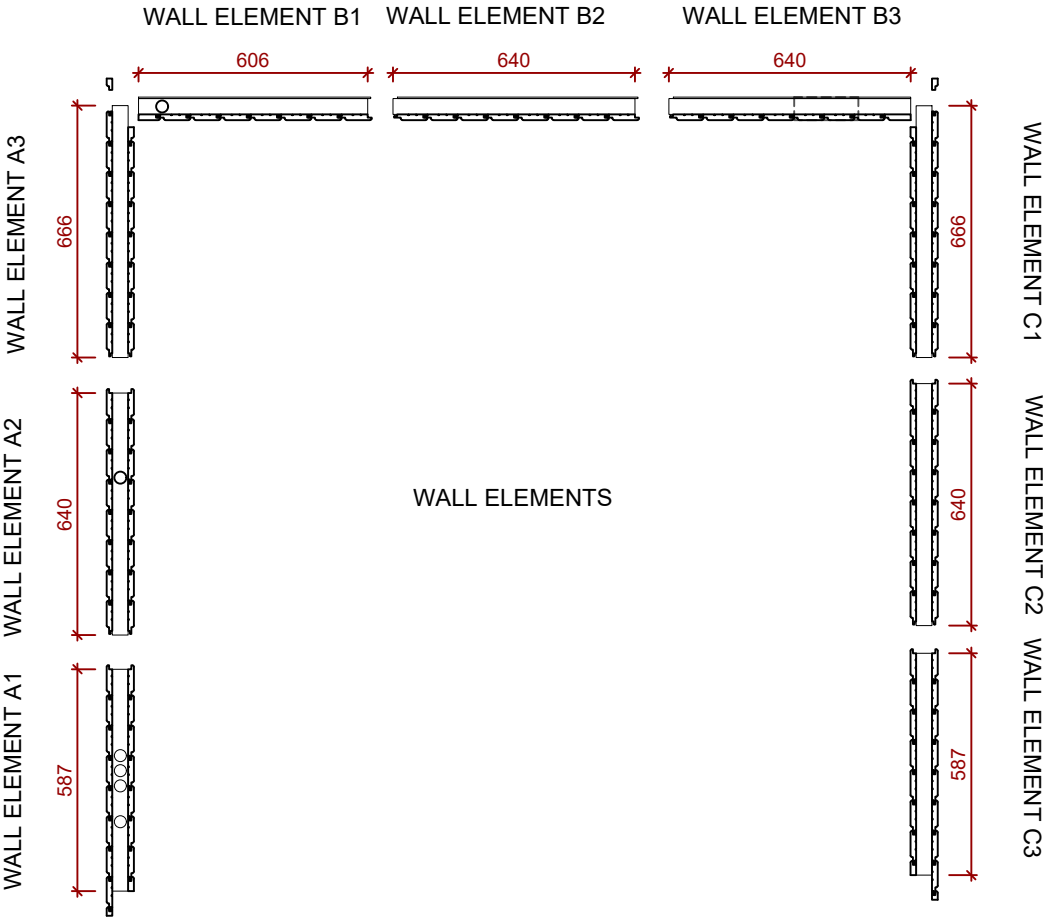 WALL ELEMENT B1
WALL ELEMENT B2
WALL ELEMENT B3
606
640
640
WALL ELEMENT A3
666
666
WALL ELEMENT C1
WALL ELEMENT A2
640
WALL ELEMENTS
640
WALL ELEMENT C2
WALL ELEMENT A1
587
587
WALL ELEMENT C3